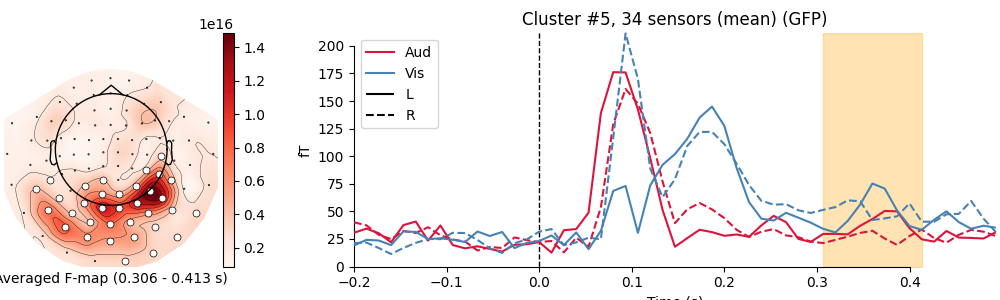 Cluster #5, 34 sensors (mean) (GFP)
1e16
1.4
1.2
1.0
0.8
0.6
0.4
0.2
Averaged F-map (0.306 - 0.413 s)
fT
200
175
150
125
100
75
50
25
0
Aud
Vis
L
R
−0.2
−0.1
0.0
0.1
0.2
0.3
0.4
Time (s)